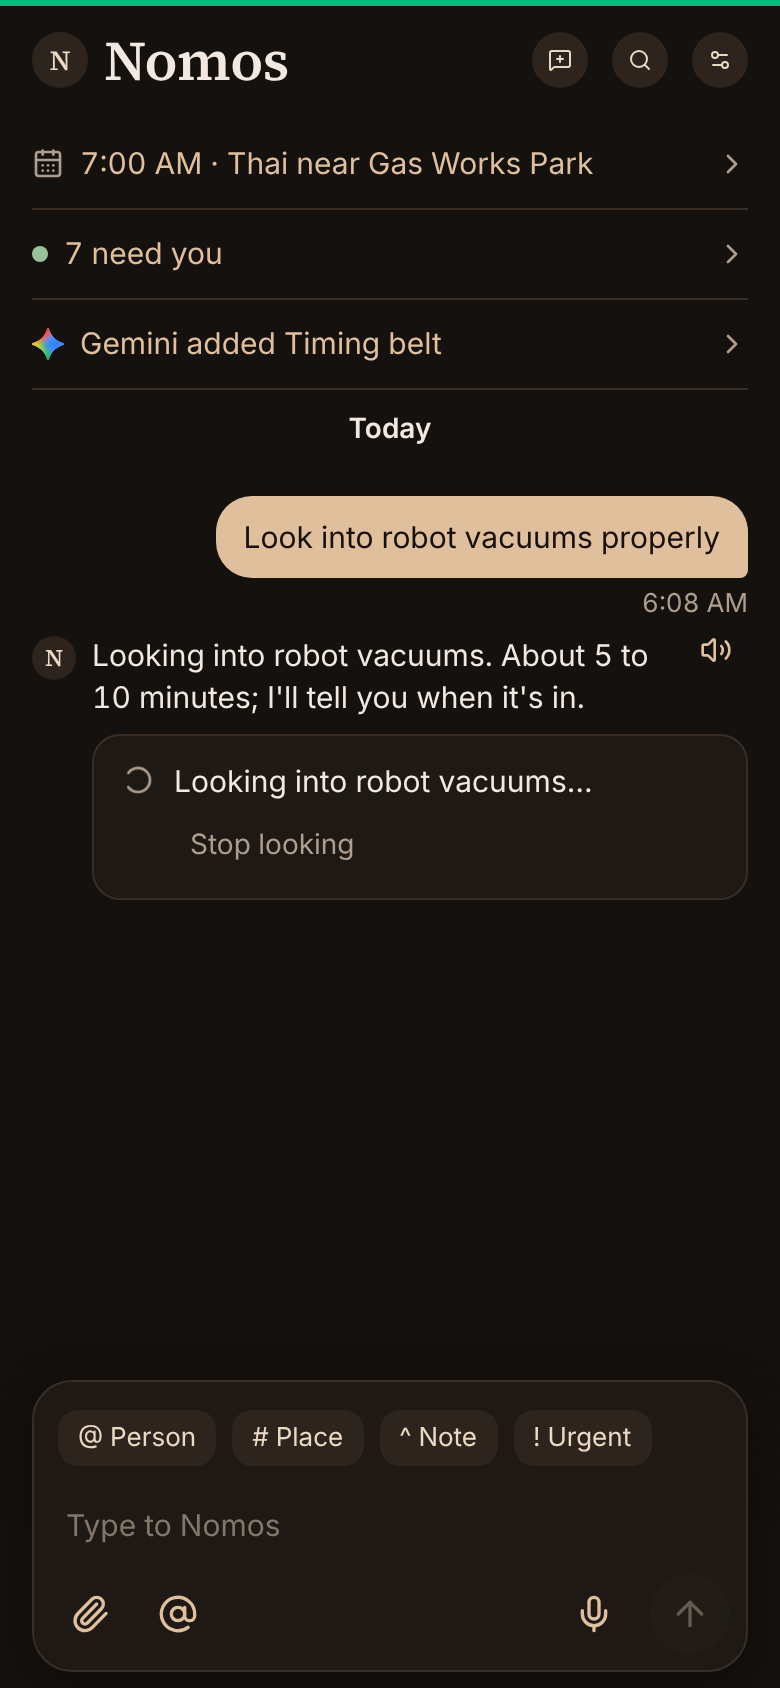 N Nomos
7:00 AM · Thai near Gas Works Park
7 need you
Gemini added Timing belt
Today
Look into robot vacuums properly
6:08 AM
N
Looking into robot vacuums. About 5 to
10 minutes; I'll tell you when it's in.
Looking into robot vacuums...
Stop looking
@ Person # Place ^ Note ! Urgent
Type to Nomos